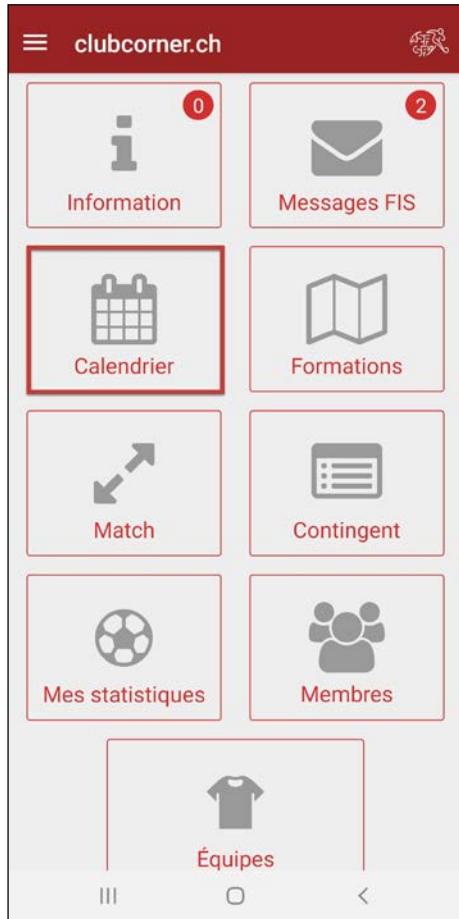 clubcorner.ch
0
2
Information
Messages FIS
Calendrier
Formations
Match
Contingent
Mes statistiques
Membres
Équipes